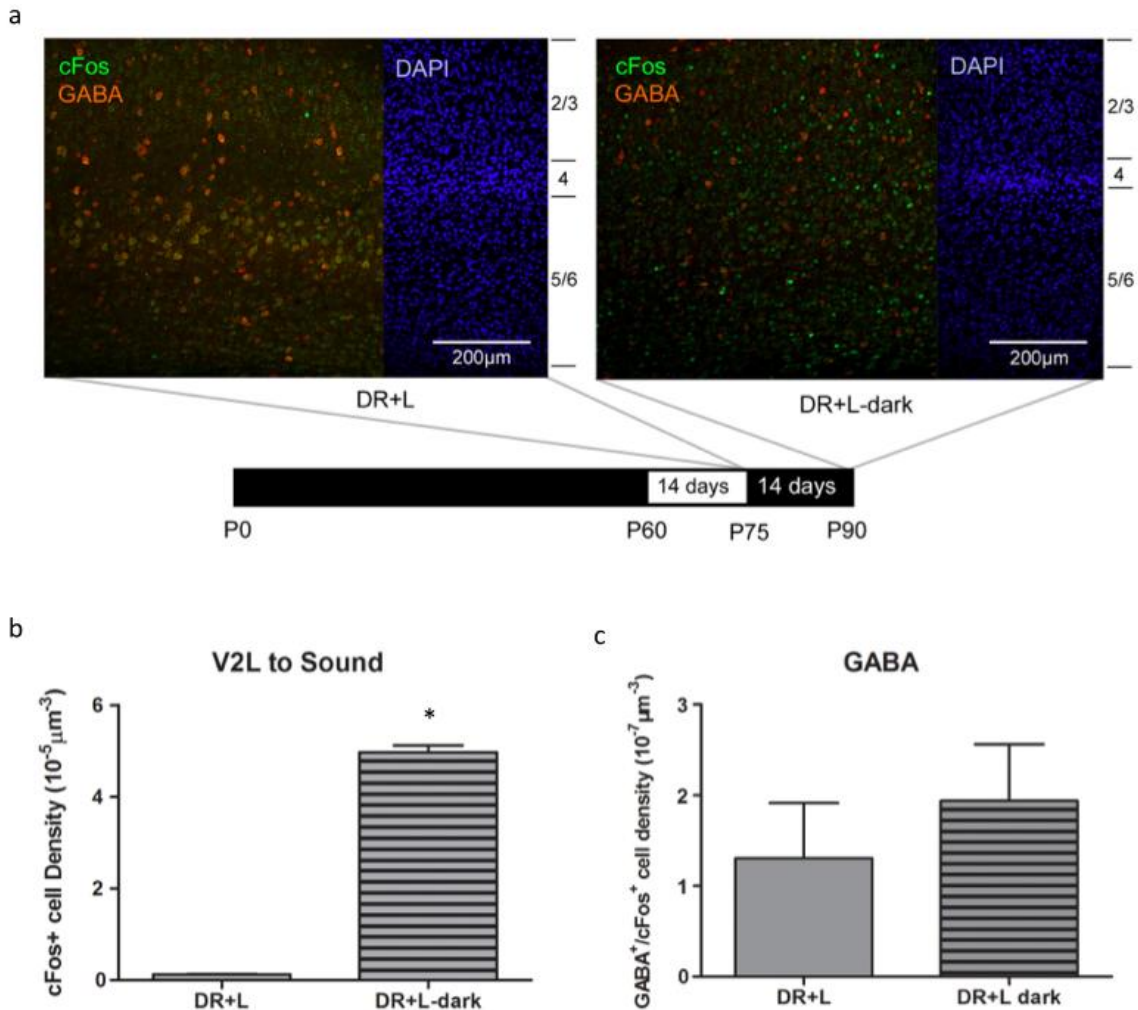 a
cFos
GABA
DAPI
2/3
4
5/6
200μm
cFos
GABA
DAPI
2/3
4
5/6
200μm
DR+L
DR+L-dark
14 days
14 days
P0
P60
P75
P90
b
V2L to Sound
cFos+ cell Density (10⁻⁵μm⁻³)
6
4
2
0
*
DR+L
DR+L-dark
c
GABA
GABA⁺/cFos⁺ cell density (10⁻⁷μm⁻³)
3
2
1
0
DR+L
DR+L dark